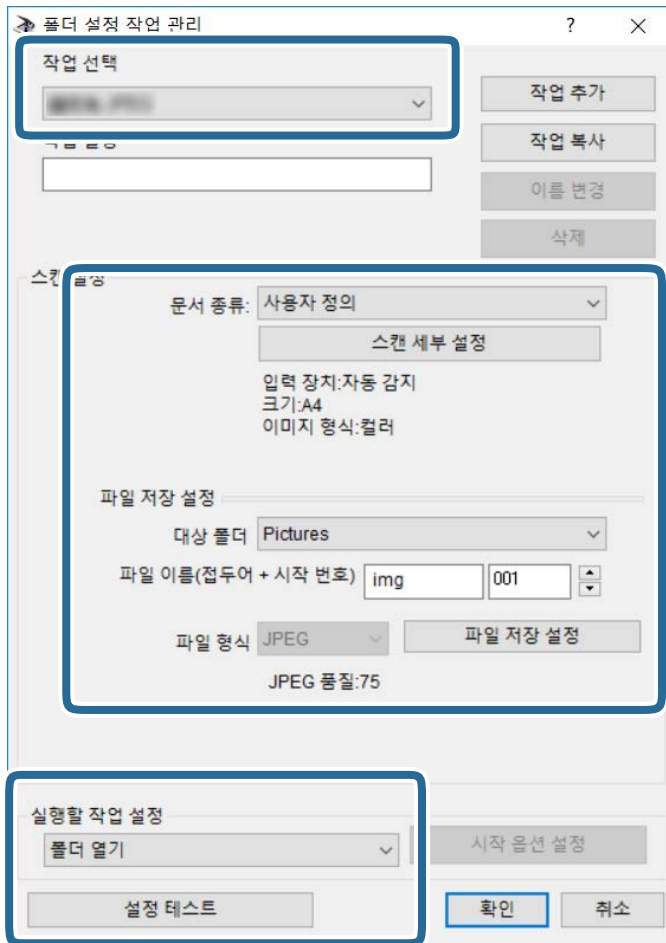 폴더 설정 작업 관리
작업 선택
작업 추가
작업 복사
이름 변경
삭제
스캔 설정
문서 종류: 사용자 정의
스캔 세부 설정
입력 장치:자동 감지
크기:A4
이미지 형식:컬러
파일 저장 설정
대상 폴더 Pictures
파일 이름(접두어 + 시작 번호) img 001
파일 형식 JPEG 파일 저장 설정
JPEG 품질:75
실행할 작업 설정
폴더 열기 시작 옵션 설정
설정 테스트 확인 취소